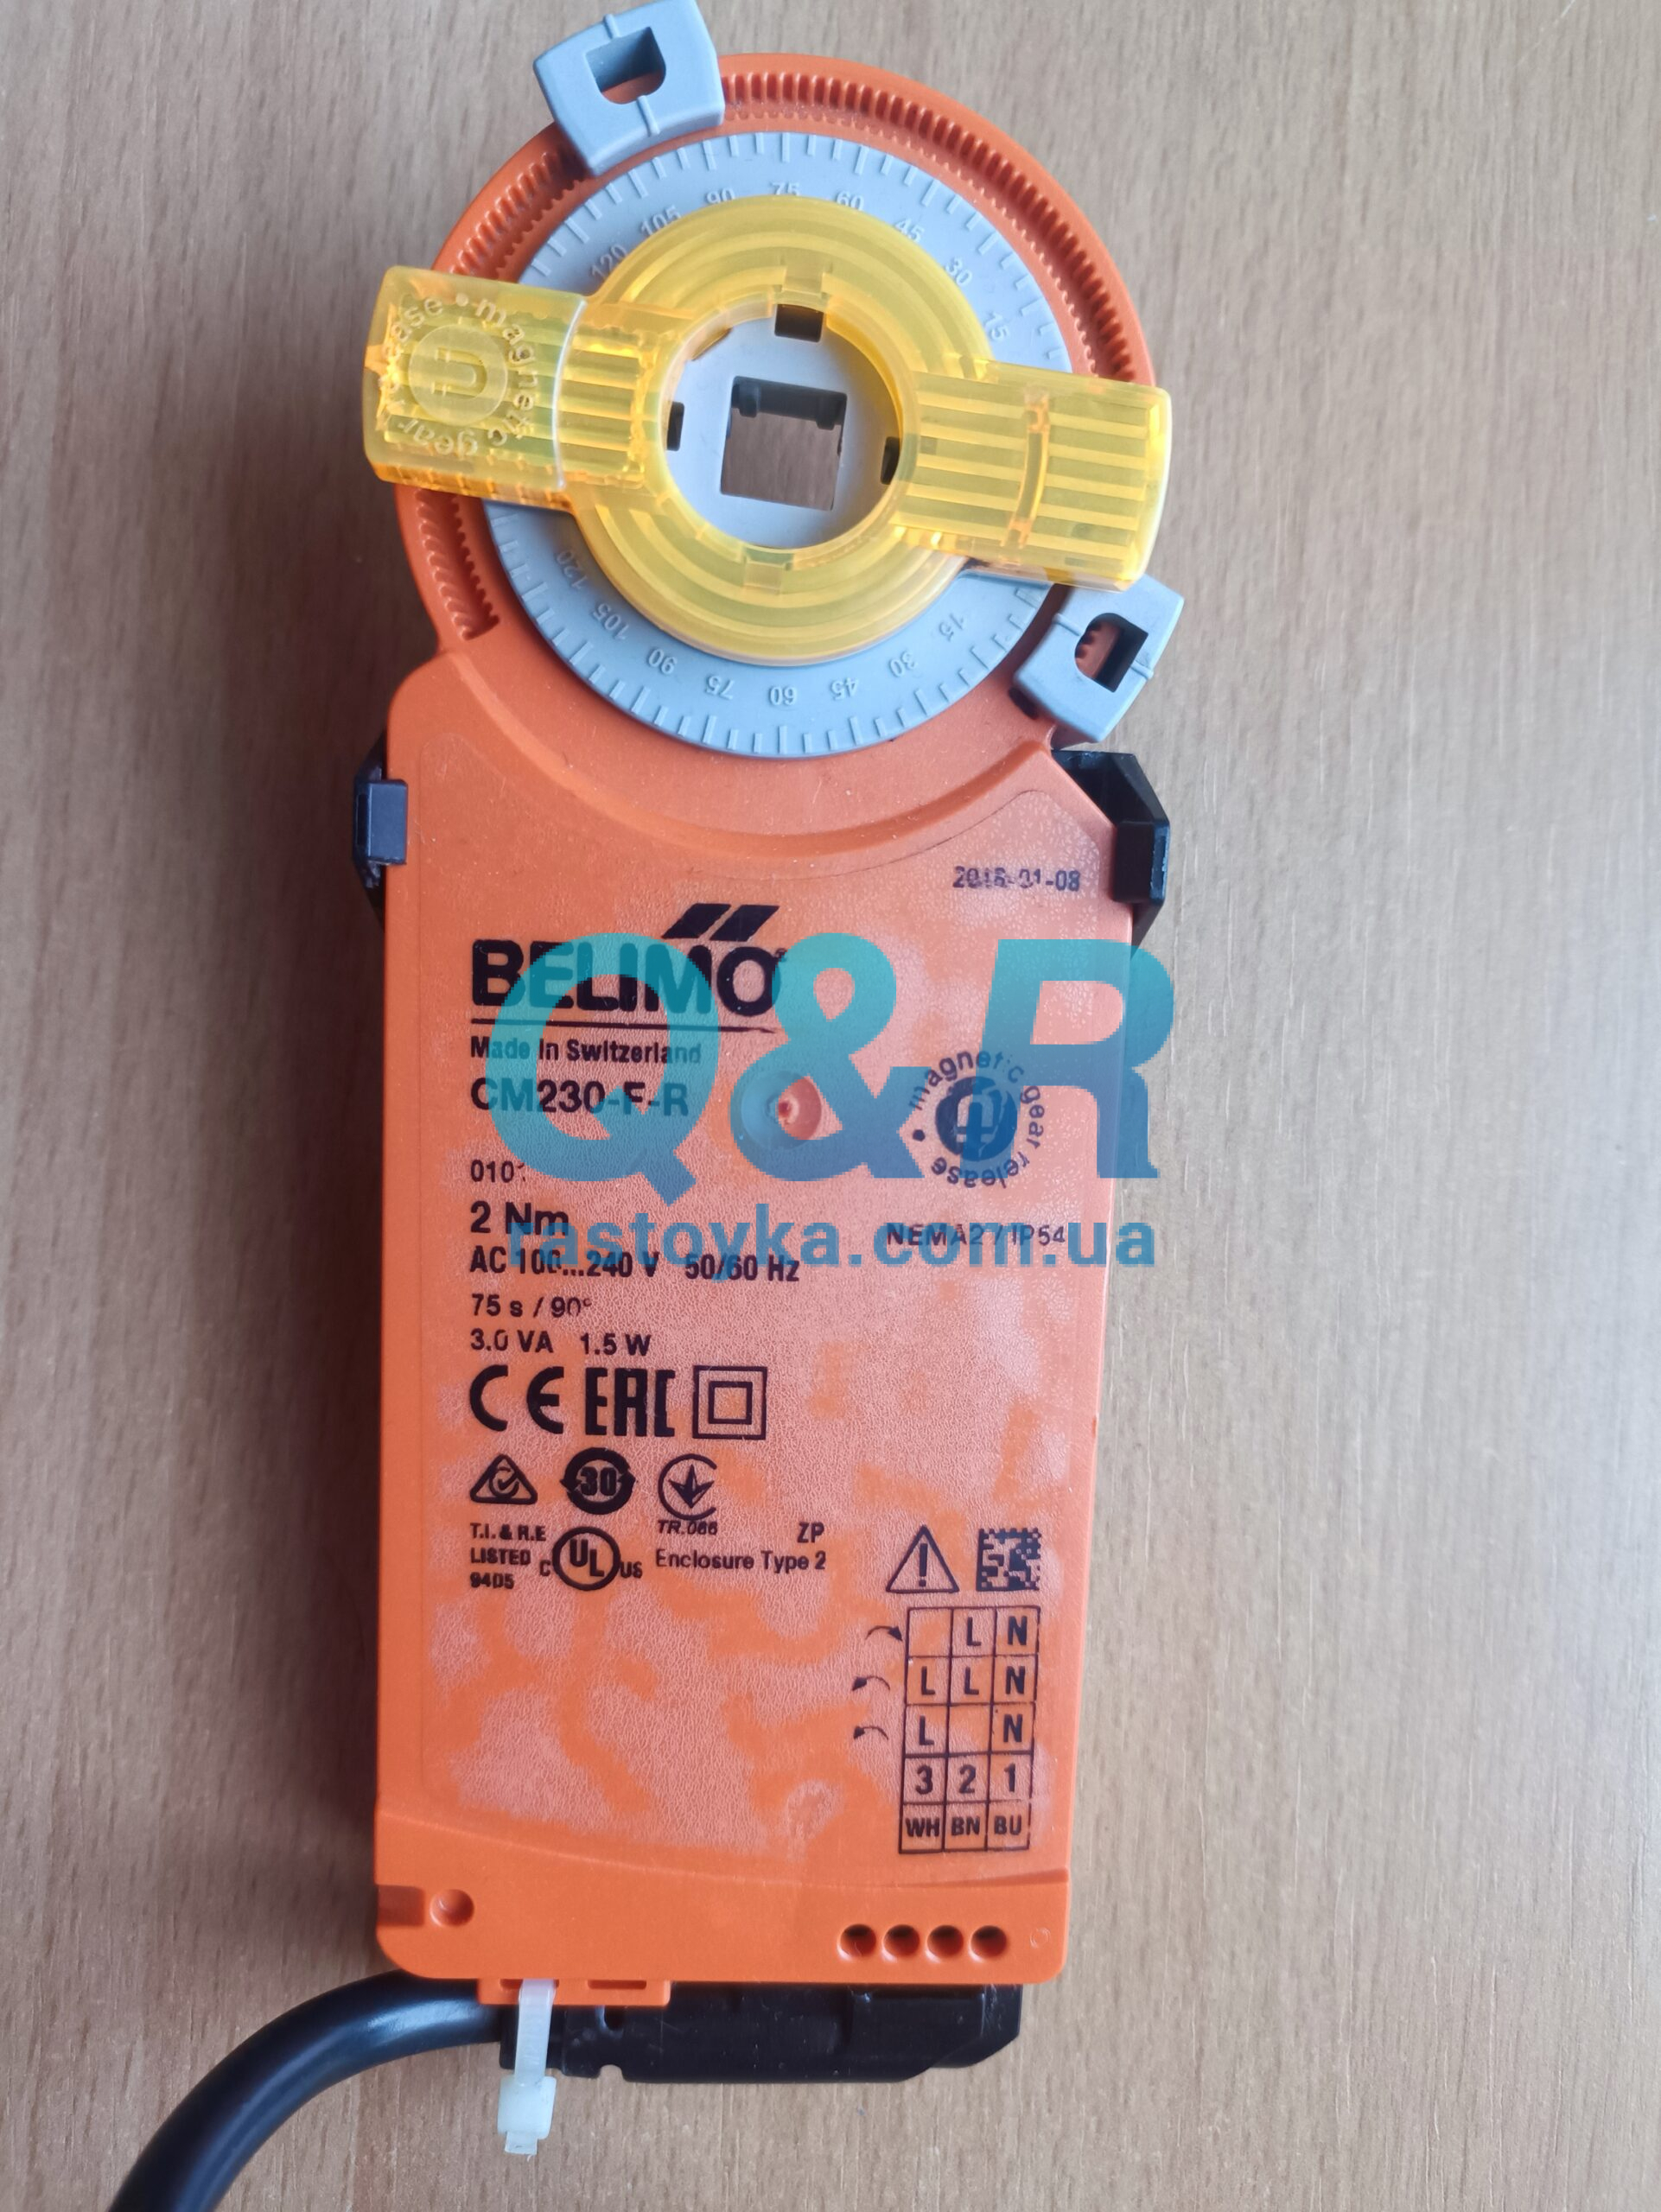 120 105 90 75 60 45 30 15
release • magnetic gear
120 105 90 75 60 45 30 15
BELIMO
Made in Switzerland
CM230-F-R
magnetic gear release •
2 Nm
NEMA2 / IP54
AC 100...240 V 50/60 Hz
75 s / 90°
3.0 VA 1.5 W
CE EAC
30
TR.066
T.I. & R.E
LISTED
94D5
C UL US
ZP
Enclosure Type 2
L N
L L N
L N
3 2 1
WH BN BU
Q&R
rastoyka.com.ua